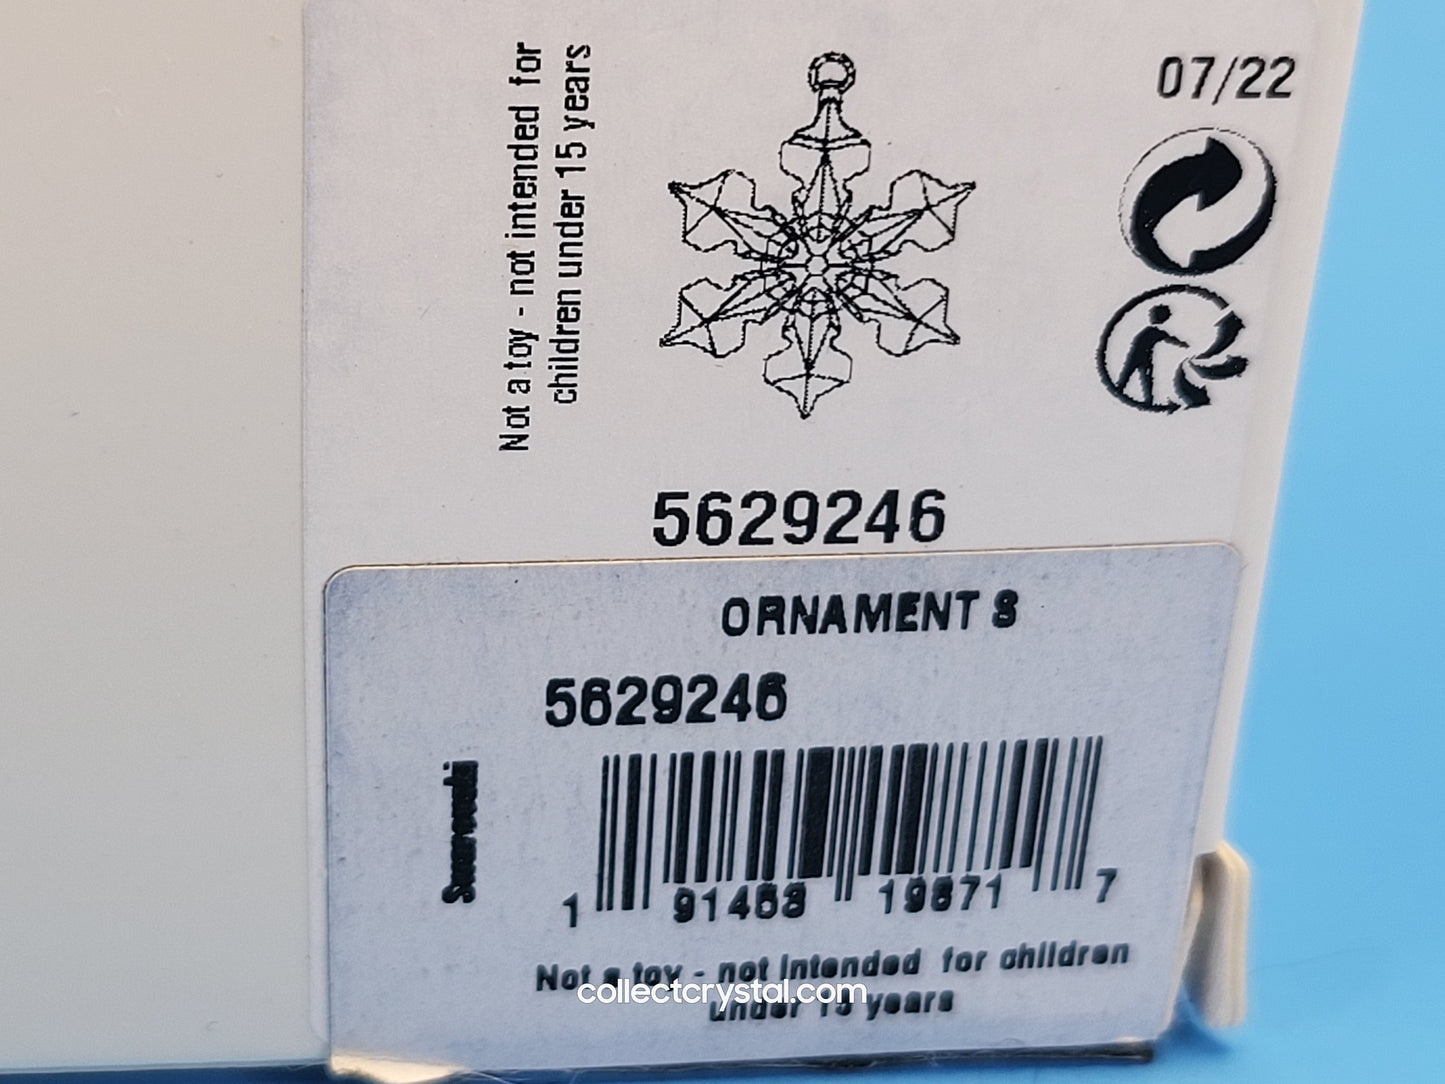 Not a toy - not intended for
children under 15 years
07/22
5629246
ORNAMENT S
5629246
Swarovski
1 91453 19871 7
Not a toy - not intended for children
under 15 years
collectcrystal.com